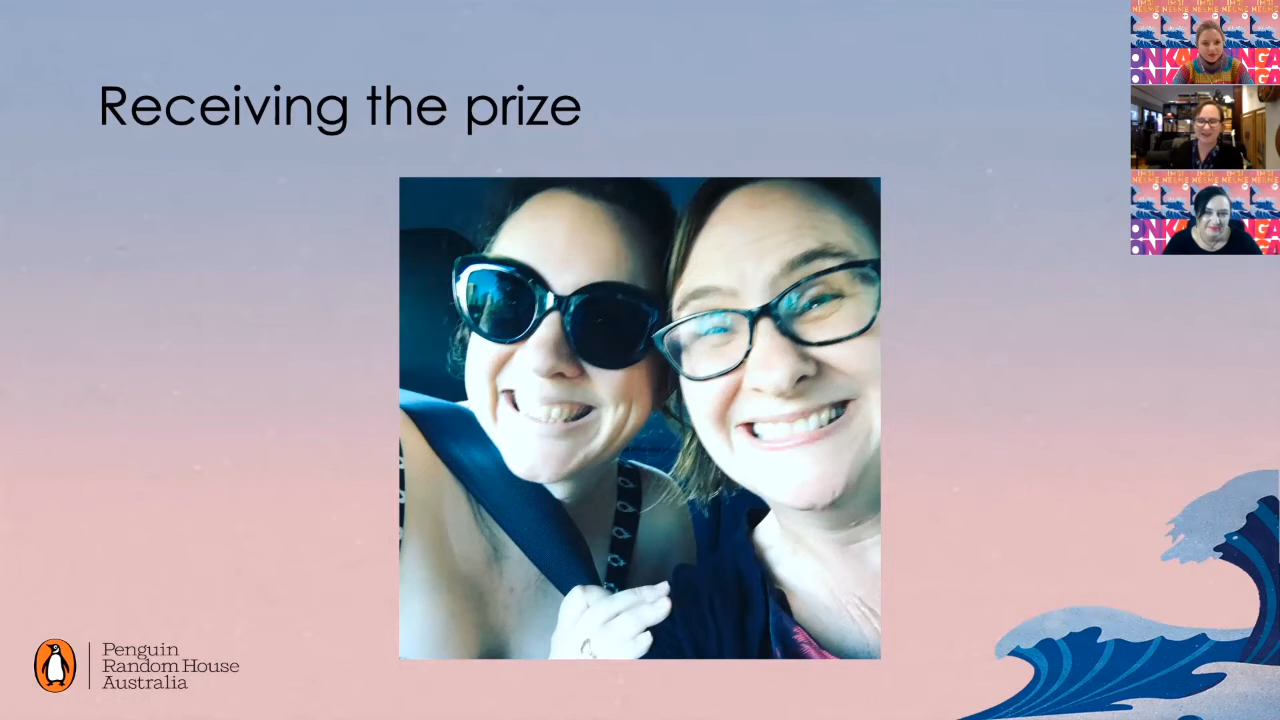 Receiving the prize
Penguin
Random House
Australia